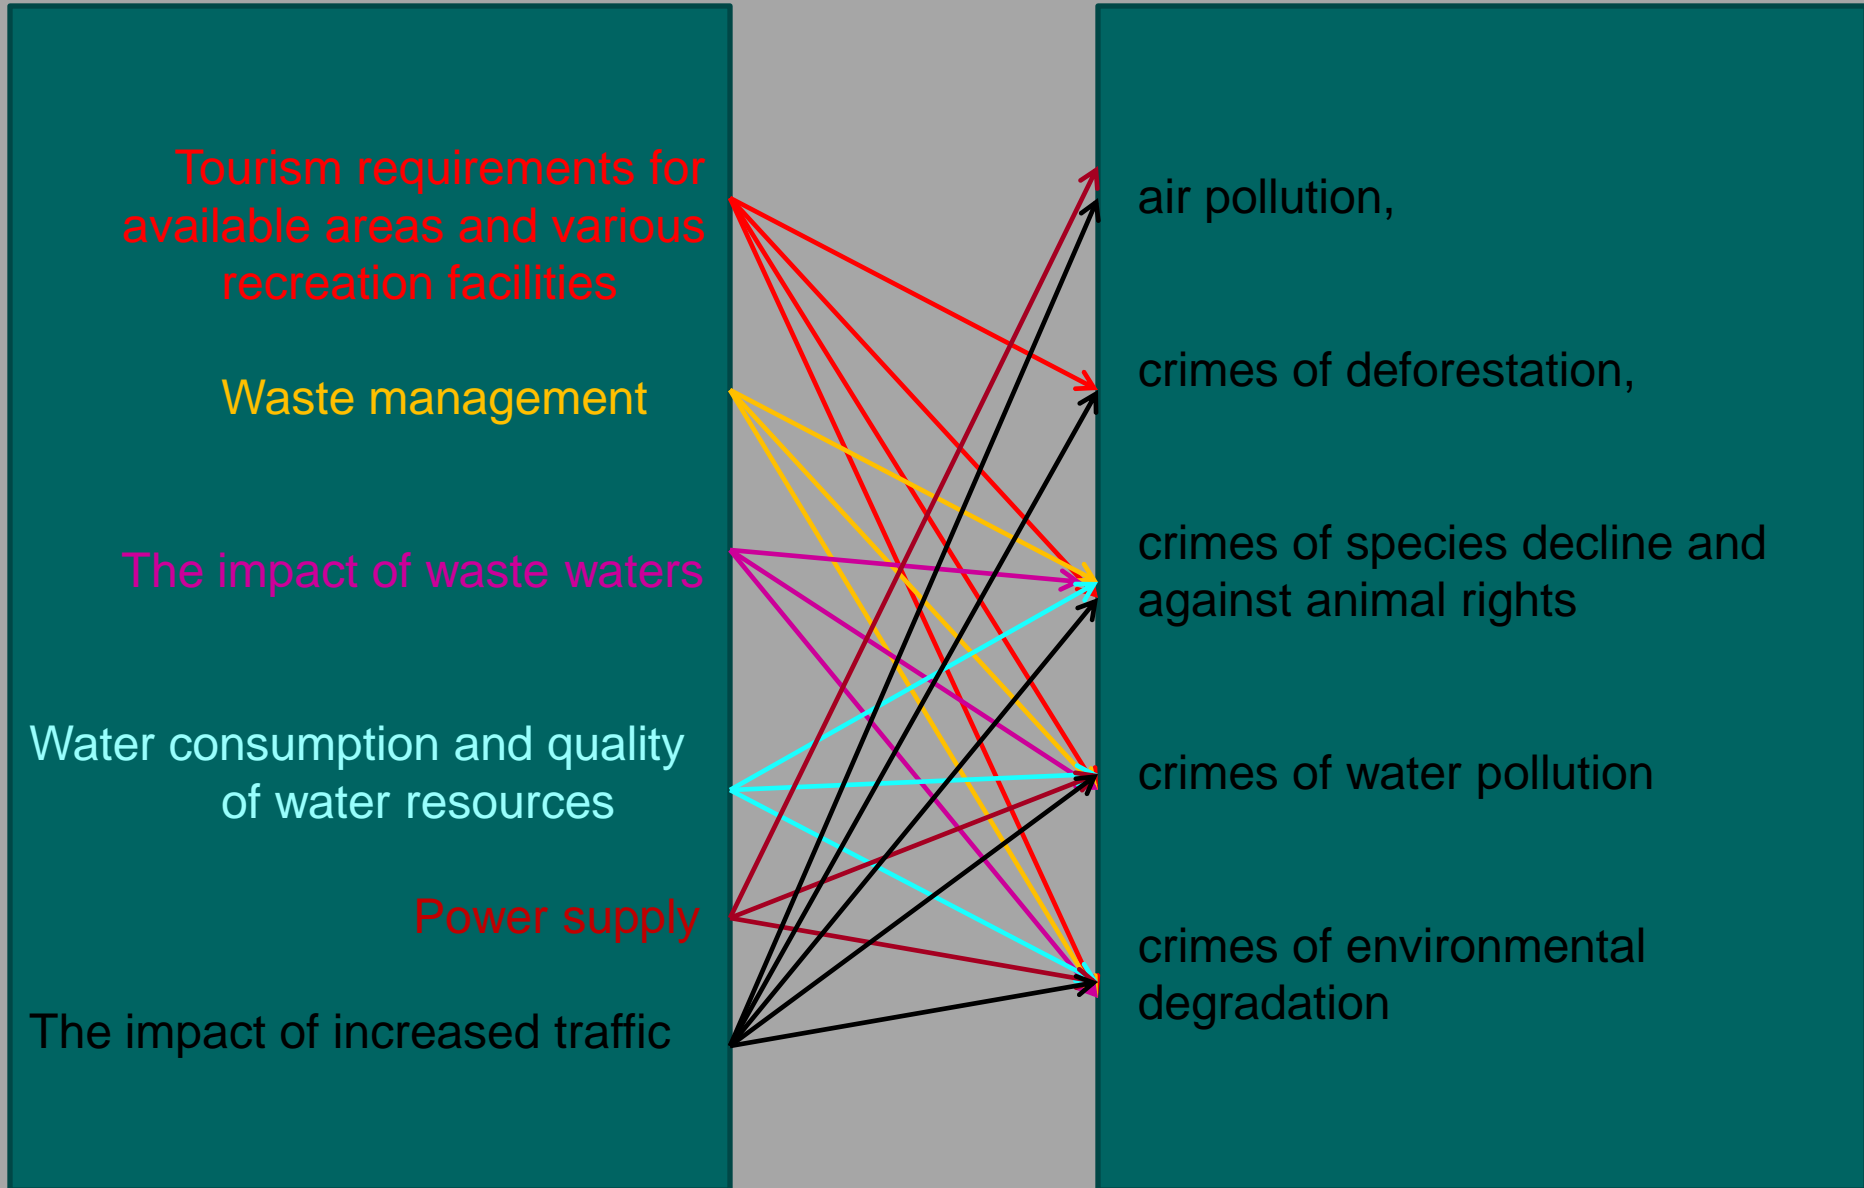 Tourism requirements for
available areas and various
recreation facilities
Waste management
The impact of waste waters
Water consumption and quality
of water resources
Power supply
The impact of increased traffic
air pollution,
crimes of deforestation,
crimes of species decline and
against animal rights
crimes of water pollution
crimes of environmental
degradation